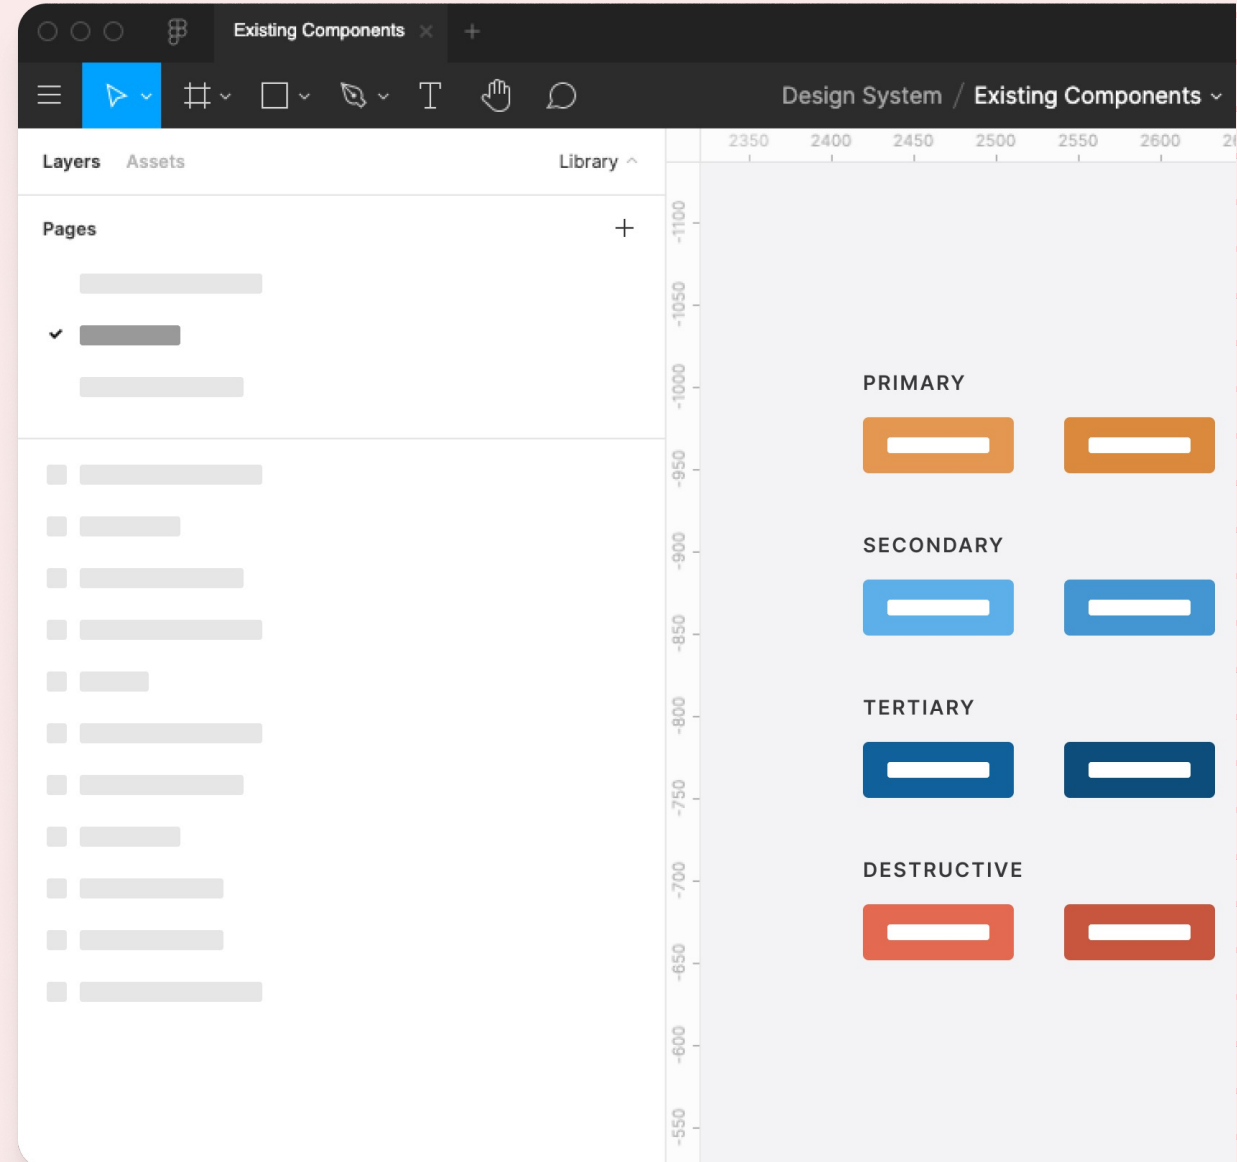 Existing Components
Design System / Existing Components
Layers Assets Library
Pages
2350 2400 2450 2500 2550 2600
-1100
-1050
-1000
-950
-900
-850
-800
-750
-700
-650
-600
-550
PRIMARY
SECONDARY
TERTIARY
DESTRUCTIVE